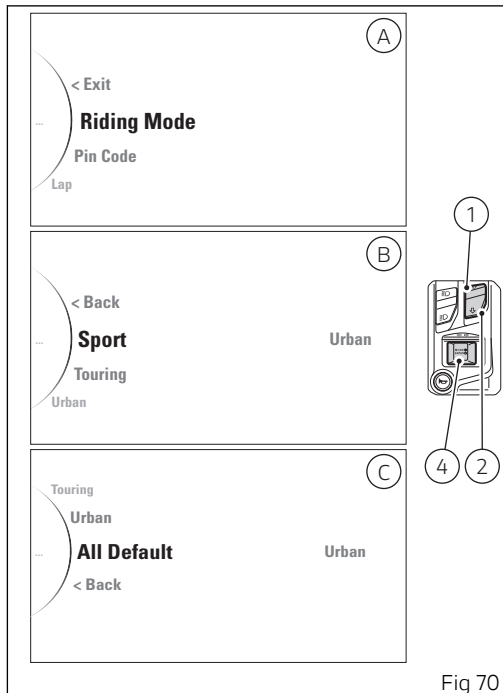 A
< Exit
...
Riding Mode
Pin Code
Lap
B
< Back
...
Sport
Urban
Touring
Urban
C
Touring
Urban
...
All Default
Urban
< Back
1
4
2
Fig 70